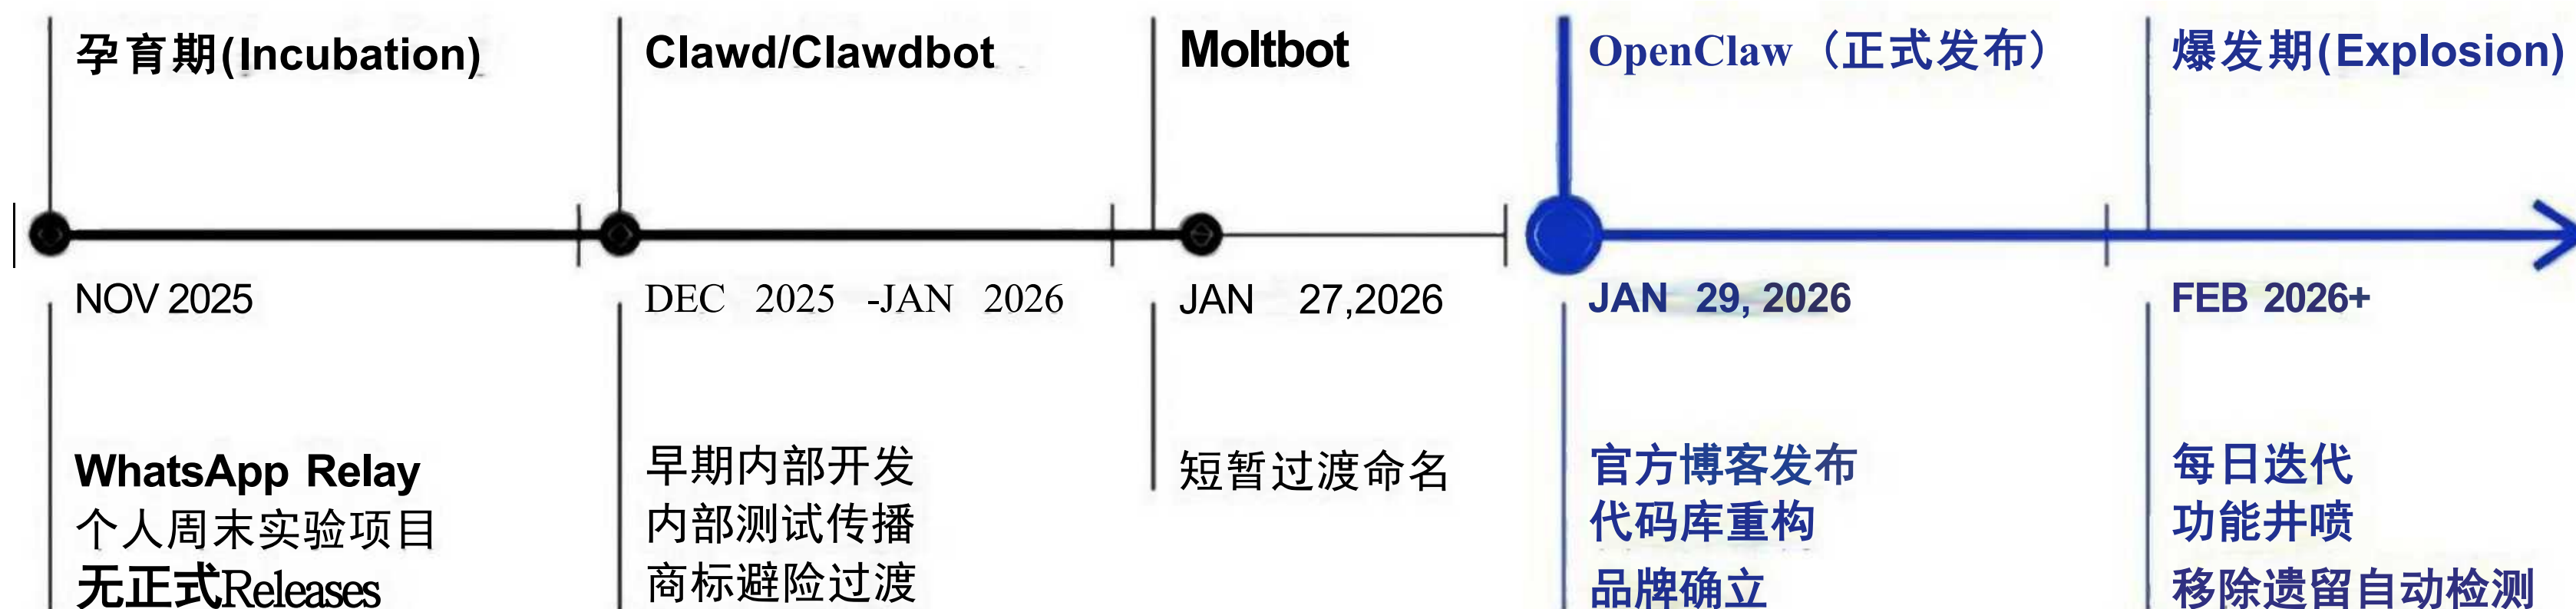 孕育期(Incubation)
NOV 2025
WhatsApp Relay
个人周末实验项目
无正式Releases
Clawd/Clawdbot
DEC 2025 -JAN 2026
早期内部开发
内部测试传播
商标避险过渡
Moltbot
JAN 27,2026
短暂过渡命名
OpenClaw（正式发布）
JAN 29, 2026
官方博客发布
代码库重构
品牌确立
爆发期(Explosion)
FEB 2026+
每日迭代
功能井喷
移除遗留自动检测